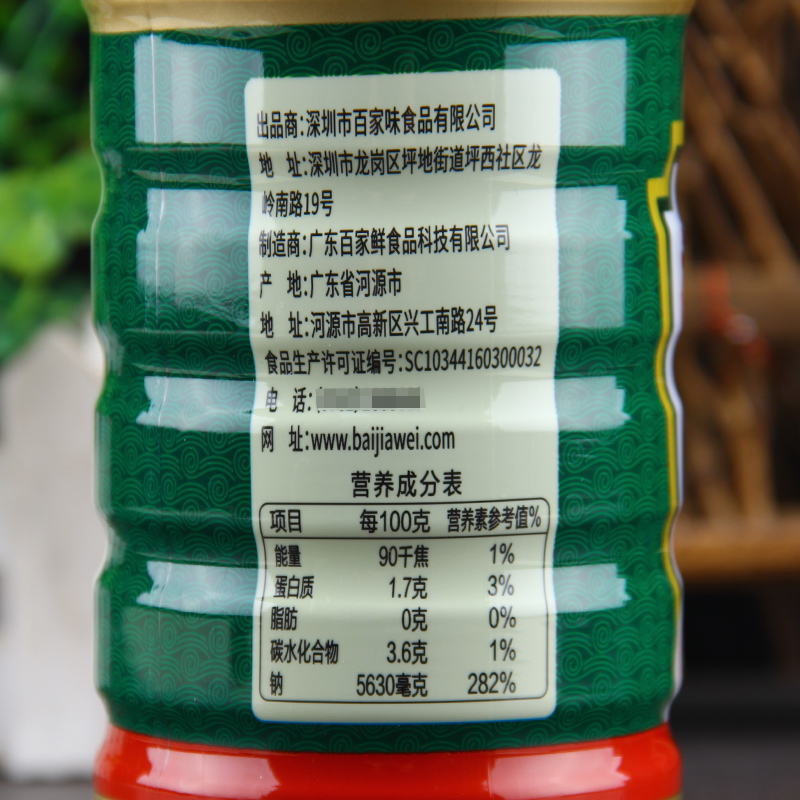 出品商:深圳市百家味食品有限公司
地 址:深圳市龙岗区坪地街道坪西社区龙
岭南路19号
制造商:广东百家鲜食品科技有限公司
产 地:广东省河源市
地 址:河源市高新区兴工南路24号
食品生产许可证编号:SC10344160300032
电 话:
网 址:www.baijiawei.com
营养成分表
项目 每100克 营养素参考值%
能量 90千焦 1%
蛋白质 1.7克 3%
脂肪 0克 0%
碳水化合物 3.6克 1%
钠 5630毫克 282%